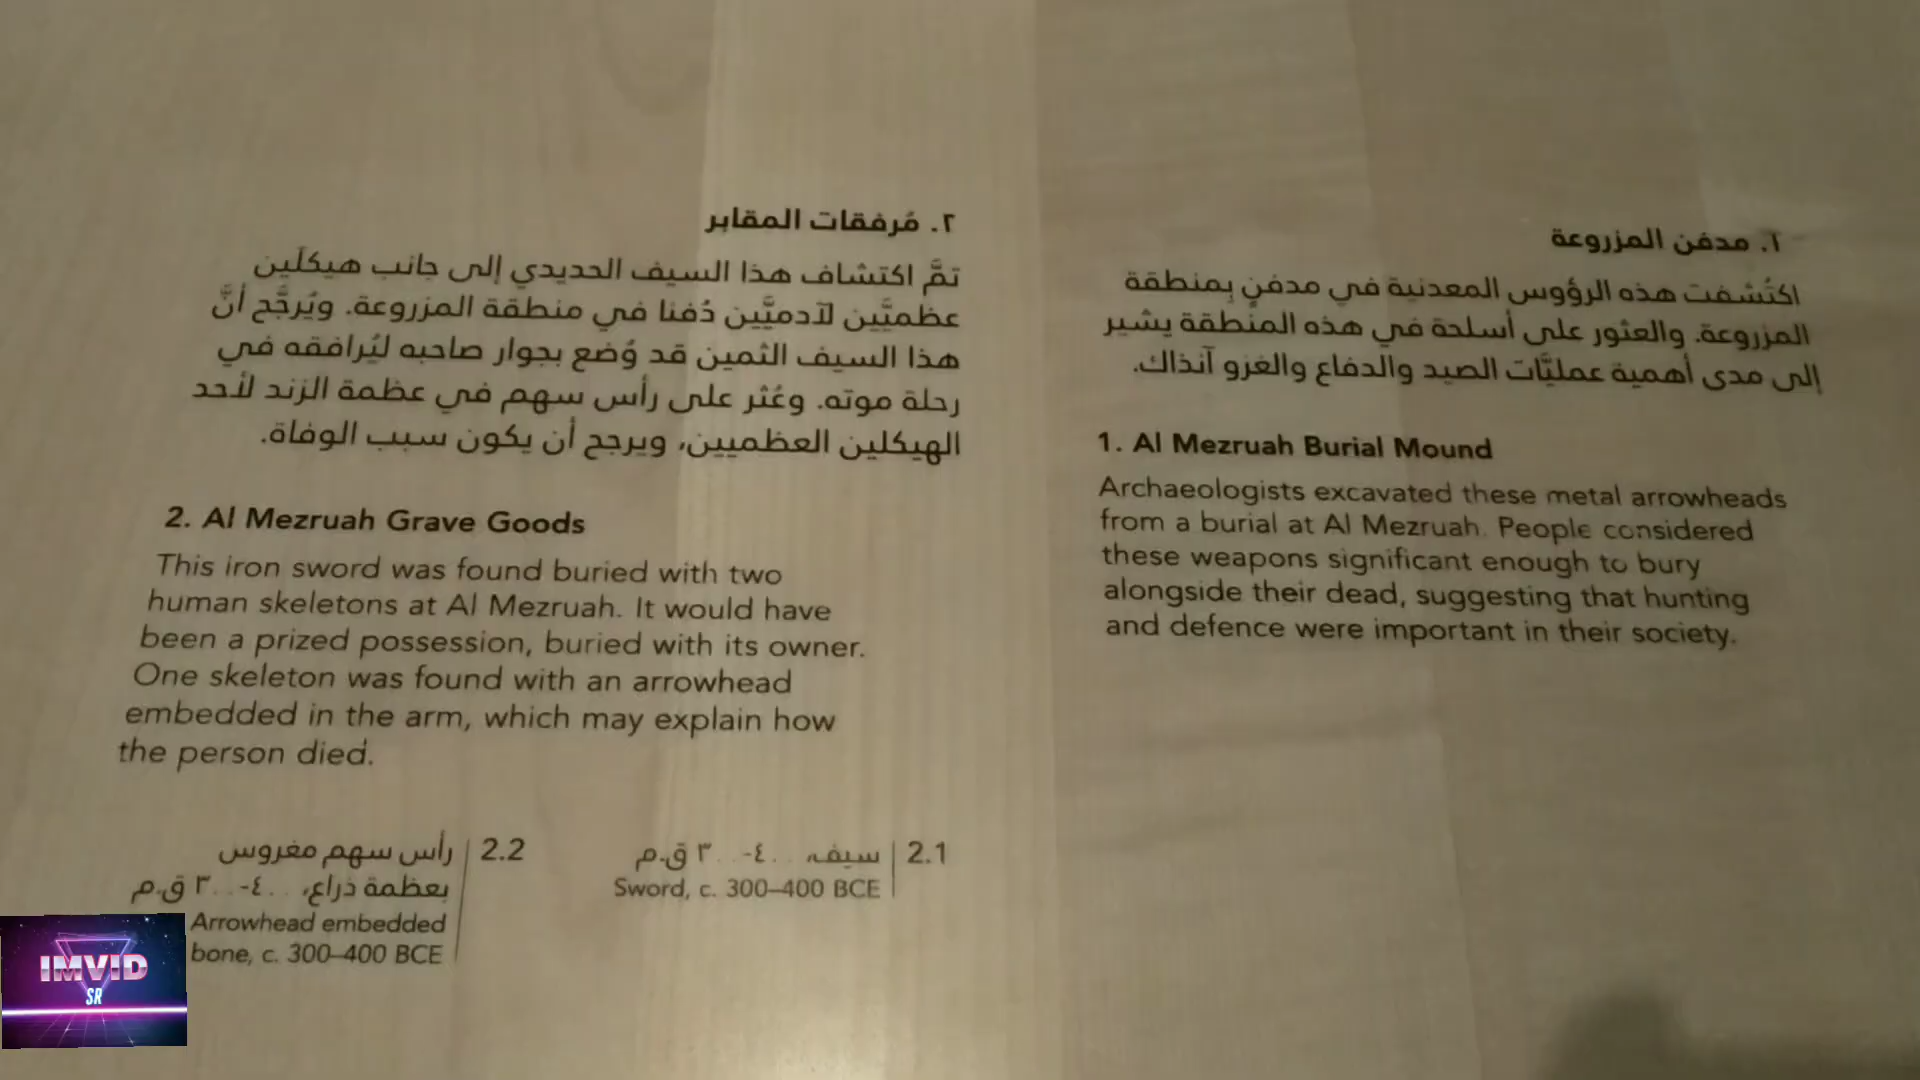 ٢. مُرفقات المقابر
تمَّ اكتشاف هذا السيف الحديدي إلى جانب هيكلَين
عظميَّين لآدميَّين دُفنا في منطقة المزروعة. ويُرجَّح أنَّ
هذا السيف الثمين قد وُضع بجوار صاحبه ليُرافقه في
رحلة موته. وعُثر على رأس سهم في عظمة الزند لأحد
الهيكلين العظميين، ويرجح أن يكون سبب الوفاة.
2. Al Mezruah Grave Goods
This iron sword was found buried with two
human skeletons at Al Mezruah. It would have
been a prized possession, buried with its owner.
One skeleton was found with an arrowhead
embedded in the arm, which may explain how
the person died.
2.2
رأس سهم مغروس
بعظمة ذراع، ٤٠٠-٣٠٠ ق.م
Arrowhead embedded
bone, c. 300–400 BCE
2.1
سيف، ٤٠٠-٣٠٠ ق.م
Sword, c. 300–400 BCE
١. مدفن المزروعة
اكتُشفت هذه الرؤوس المعدنية في مدفنٍ بمنطقة
المزروعة. والعثور على أسلحة في هذه المنطقة يشير
إلى مدى أهمية عمليَّات الصيد والدفاع والغزو آنذاك.
1. Al Mezruah Burial Mound
Archaeologists excavated these metal arrowheads
from a burial at Al Mezruah. People considered
these weapons significant enough to bury
alongside their dead, suggesting that hunting
and defence were important in their society.
IMVID
SR